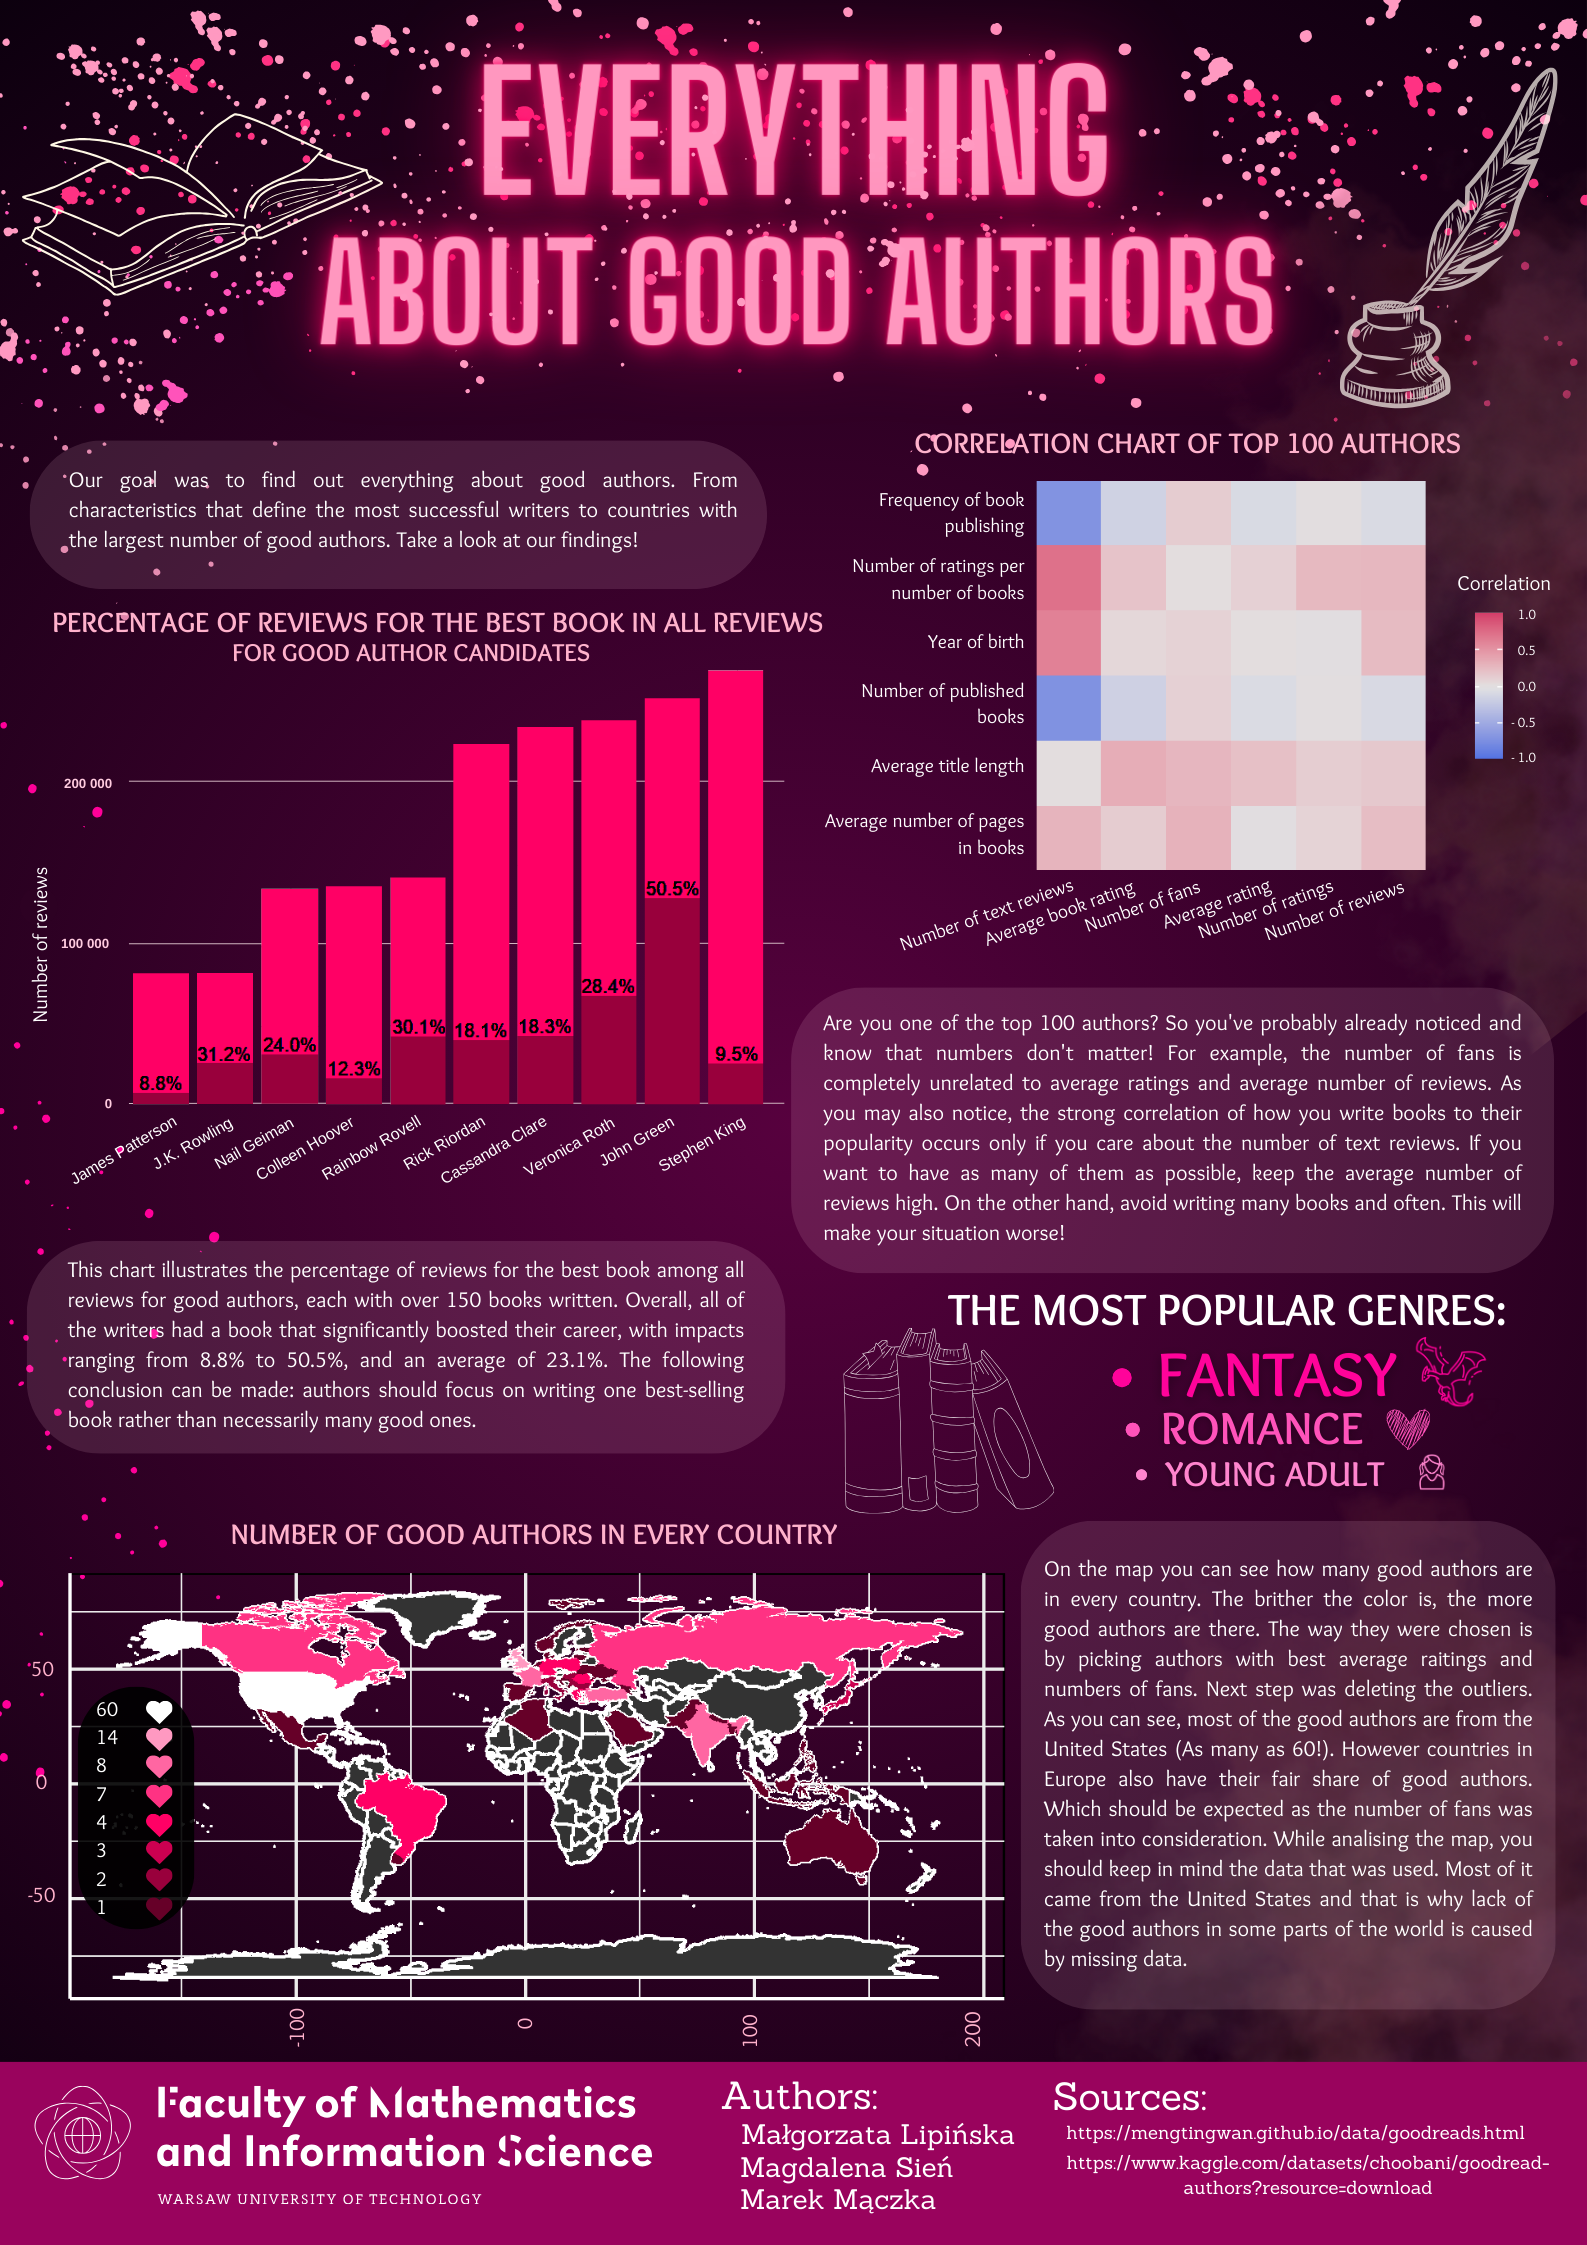 EVERYTHING
ABOUT GOOD AUTHORS
Our goal was to find out everything about good authors. From
characteristics that define the most successful writers to countries with
the largest number of good authors. Take a look at our findings!
PERCENTAGE OF REVIEWS FOR THE BEST BOOK IN ALL REVIEWS
FOR GOOD AUTHOR CANDIDATES
Number of reviews
200 000
100 000
0
8.8%
31.2%
24.0%
12.3%
30.1%
18.1%
18.3%
28.4%
50.5%
9.5%
James Patterson
J.K. Rowling
Nail Geiman
Colleen Hoover
Rainbow Rovell
Rick Riordan
Cassandra Clare
Veronica Roth
John Green
Stephen King
This chart illustrates the percentage of reviews for the best book among all
reviews for good authors, each with over 150 books written. Overall, all of
the writers had a book that significantly boosted their career, with impacts
ranging from 8.8% to 50.5%, and an average of 23.1%. The following
conclusion can be made: authors should focus on writing one best-selling
book rather than necessarily many good ones.
CORRELATION CHART OF TOP 100 AUTHORS
Frequency of book
publishing
Number of ratings per
number of books
Year of birth
Number of published
books
Average title length
Average number of pages
in books
Number of text reviews
Average book rating
Number of fans
Average rating
Number of ratings
Number of reviews
Correlation
1.0
0.5
0.0
- 0.5
- 1.0
Are you one of the top 100 authors? So you've probably already noticed and
know that numbers don't matter! For example, the number of fans is
completely unrelated to average ratings and average number of reviews. As
you may also notice, the strong correlation of how you write books to their
popularity occurs only if you care about the number of text reviews. If you
want to have as many of them as possible, keep the average number of
reviews high. On the other hand, avoid writing many books and often. This will
make your situation worse!
THE MOST POPULAR GENRES:
• FANTASY
• ROMANCE
• YOUNG ADULT
NUMBER OF GOOD AUTHORS IN EVERY COUNTRY
50
0
-50
60
14
8
7
4
3
2
1
-100
0
100
200
On the map you can see how many good authors are
in every country. The brither the color is, the more
good authors are there. The way they were chosen is
by picking authors with best average raitings and
numbers of fans. Next step was deleting the outliers.
As you can see, most of the good authors are from the
United States (As many as 60!). However countries in
Europe also have their fair share of good authors.
Which should be expected as the number of fans was
taken into consideration. While analising the map, you
should keep in mind the data that was used. Most of it
came from the United States and that is why lack of
the good authors in some parts of the world is caused
by missing data.
Faculty of Mathematics
and Information Science
WARSAW UNIVERSITY OF TECHNOLOGY
Authors:
Małgorzata Lipińska
Magdalena Sień
Marek Mączka
Sources:
https://mengtingwan.github.io/data/goodreads.html
https://www.kaggle.com/datasets/choobani/goodread-
authors?resource=download